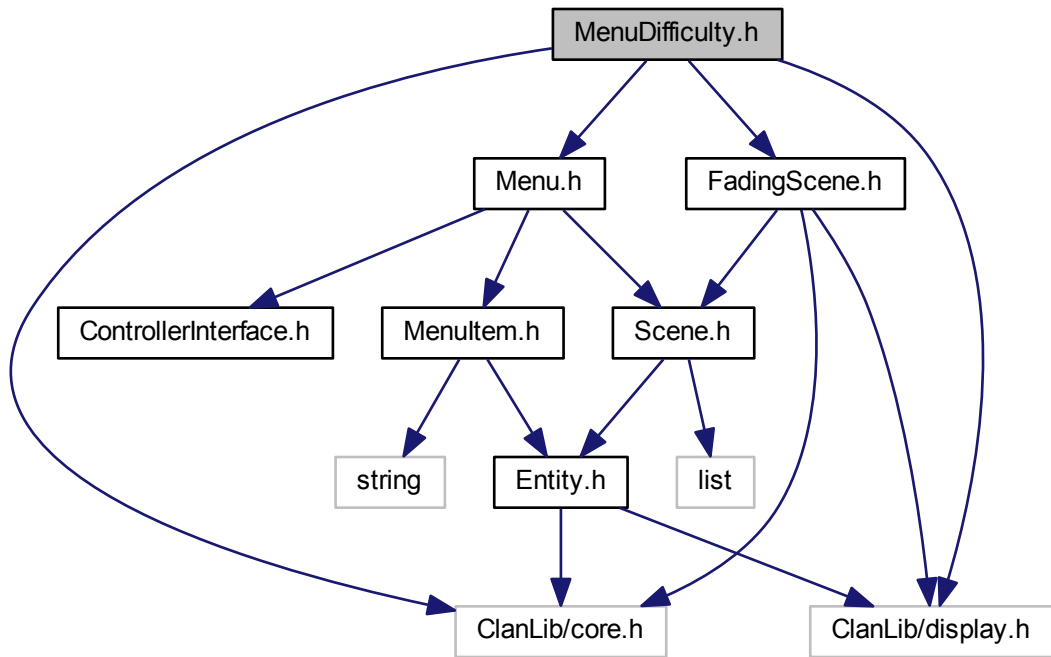 MenuDifficulty.h
Menu.h
FadingScene.h
ControllerInterface.h
MenuItem.h
Scene.h
string
Entity.h
list
ClanLib/core.h
ClanLib/display.h